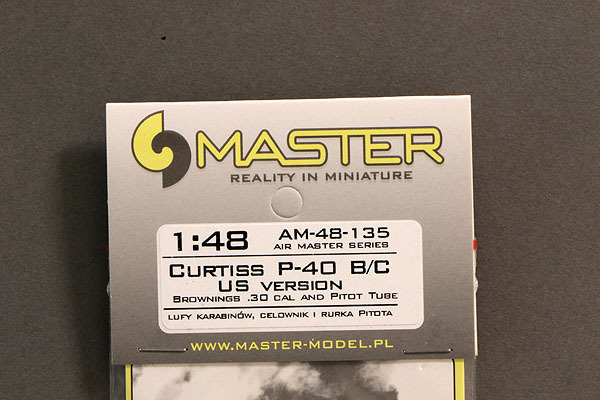 MASTER
REALITY IN MINIATURE
1:48 AM-48-135
AIR MASTER SERIES
CURTISS P-40 B/C
US VERSION
BROWNINGS .30 CAL AND PITOT TUBE
LUFY KARABINÓW, CELOWNIK I RURKA PITOTA
WWW.MASTER-MODEL.PL